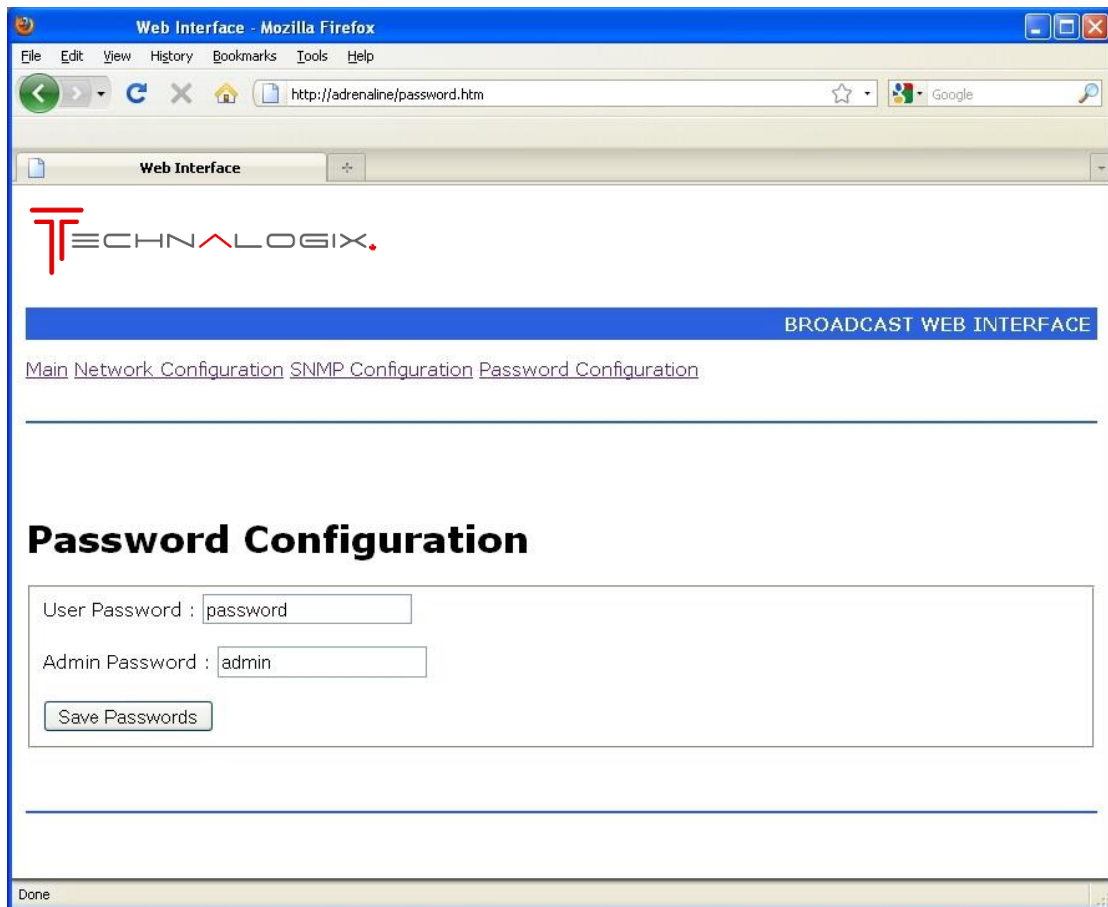 Web Interface - Mozilla Firefox
File Edit View History Bookmarks Tools Help
http://adrenaline/password.htm
Google
Web Interface
TECHNALOGIX
BROADCAST WEB INTERFACE
Main Network Configuration SNMP Configuration Password Configuration
Password Configuration
User Password : password
Admin Password : admin
Save Passwords
Done